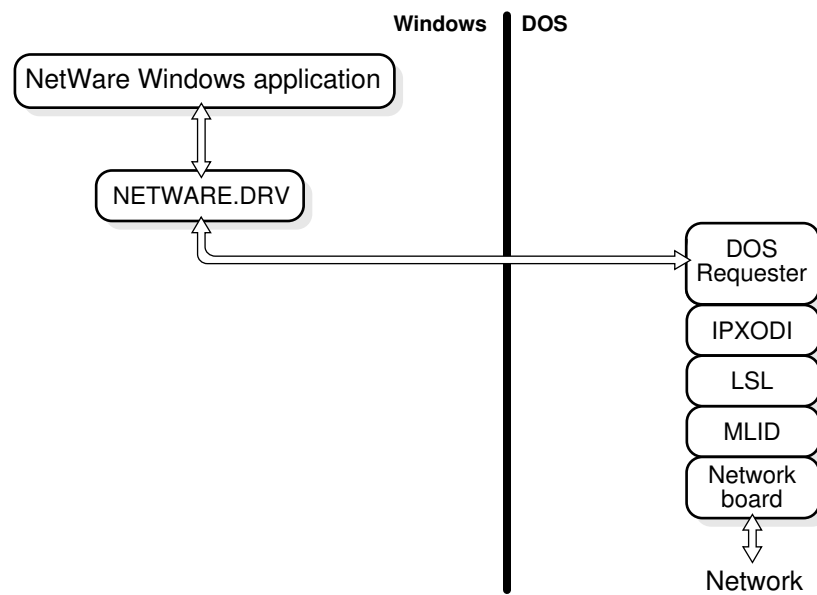 Windows DOS
NetWare Windows application
NETWARE.DRV
DOS
Requester
IPXODI
LSL
MLID
Network
board
Network